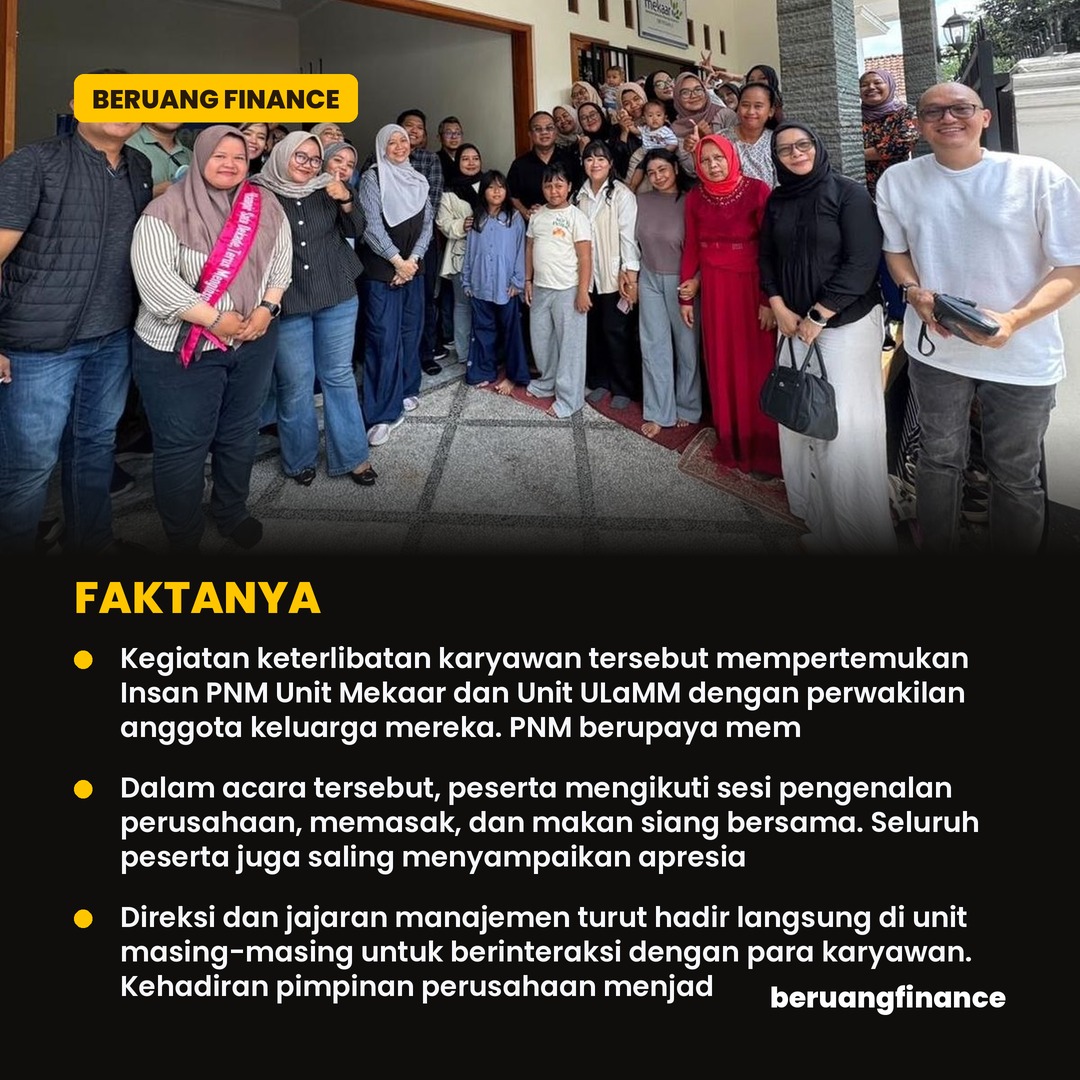 mekaar
BERUANG FINANCE
FAKTANYA
Kegiatan keterlibatan karyawan tersebut mempertemukan
Insan PNM Unit Mekaar dan Unit ULaMM dengan perwakilan
anggota keluarga mereka. PNM berupaya mem
Dalam acara tersebut, peserta mengikuti sesi pengenalan
perusahaan, memasak, dan makan siang bersama. Seluruh
peserta juga saling menyampaikan apresia
Direksi dan jajaran manajemen turut hadir langsung di unit
masing-masing untuk berinteraksi dengan para karyawan.
Kehadiran pimpinan perusahaan menjad
beruangfinance